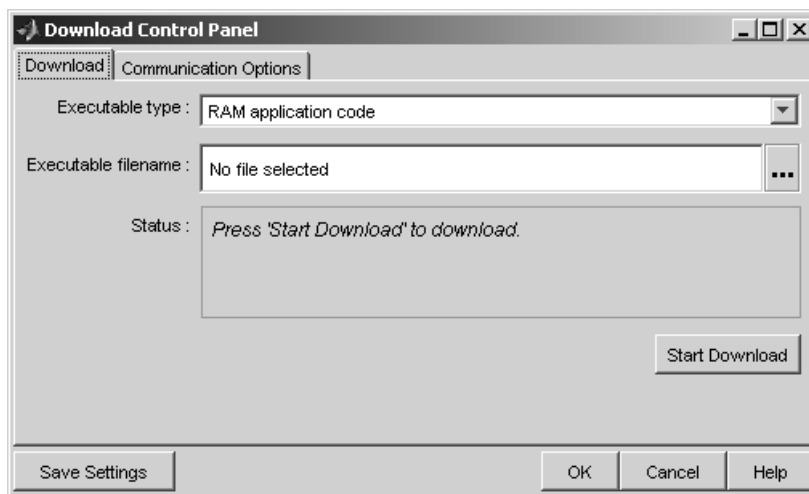 Download Control Panel
Download
Communication Options
Executable type : RAM application code
Executable filename : No file selected ...
Status : Press 'Start Download' to download.
Start Download
Save Settings OK Cancel Help